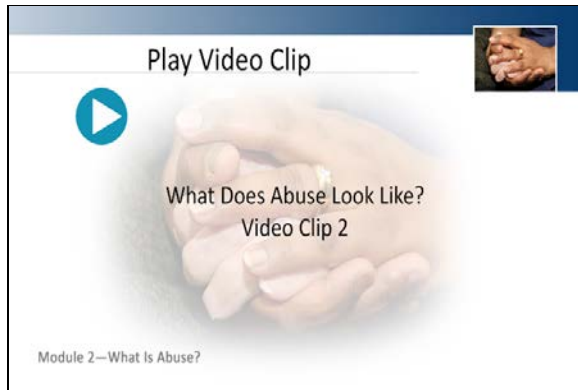 Play Video Clip
What Does Abuse Look Like?
Video Clip 2
Module 2—What Is Abuse?